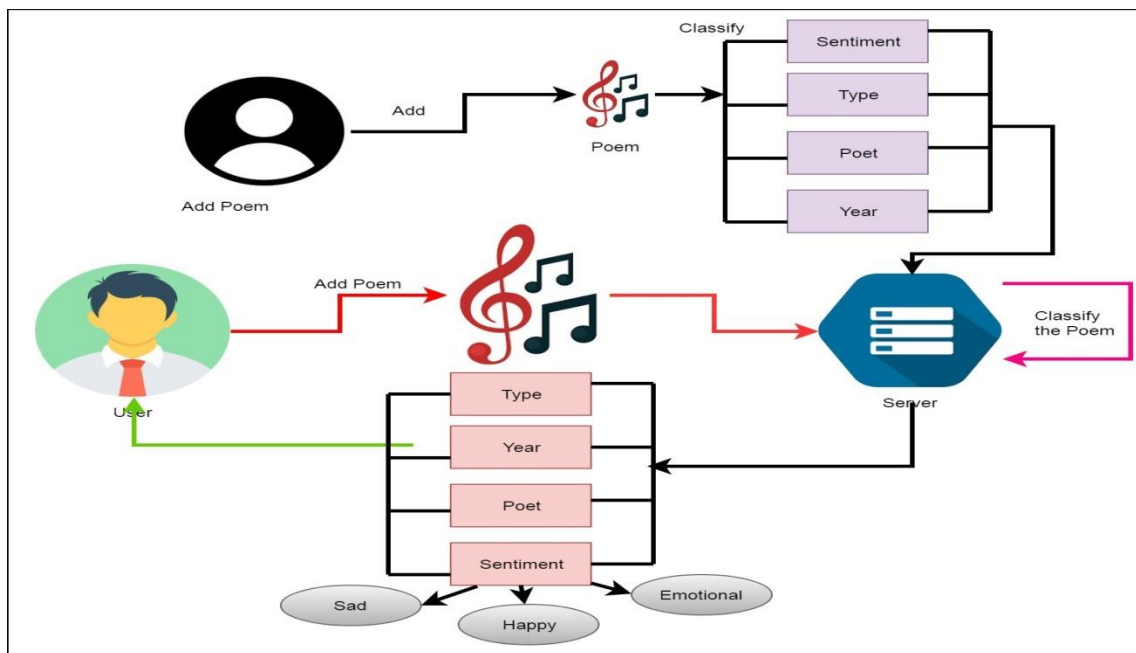 Classify
Sentiment
Add
Type
Poem
Poet
Add Poem
Year
Add Poem
Classify
the Poem
User
Server
Type
Year
Poet
Sentiment
Sad
Happy
Emotional